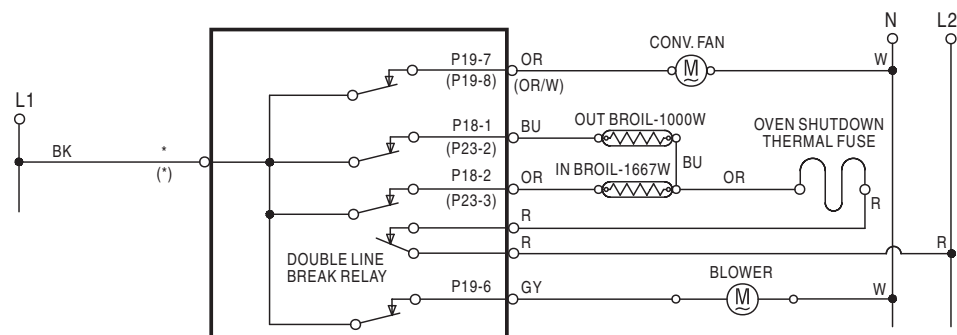 N
L2
CONV. FAN
P19-7
OR
(P19-8)
(OR/W)
M
W
L1
BK
*
(*)
P18-1
BU
OUT BROIL-1000W
OVEN SHUTDOWN
THERMAL FUSE
(P23-2)
BU
P18-2
OR
IN BROIL-1667W
OR
(P23-3)
R
R
R
R
DOUBLE LINE
BREAK RELAY
BLOWER
P19-6
GY
M
W